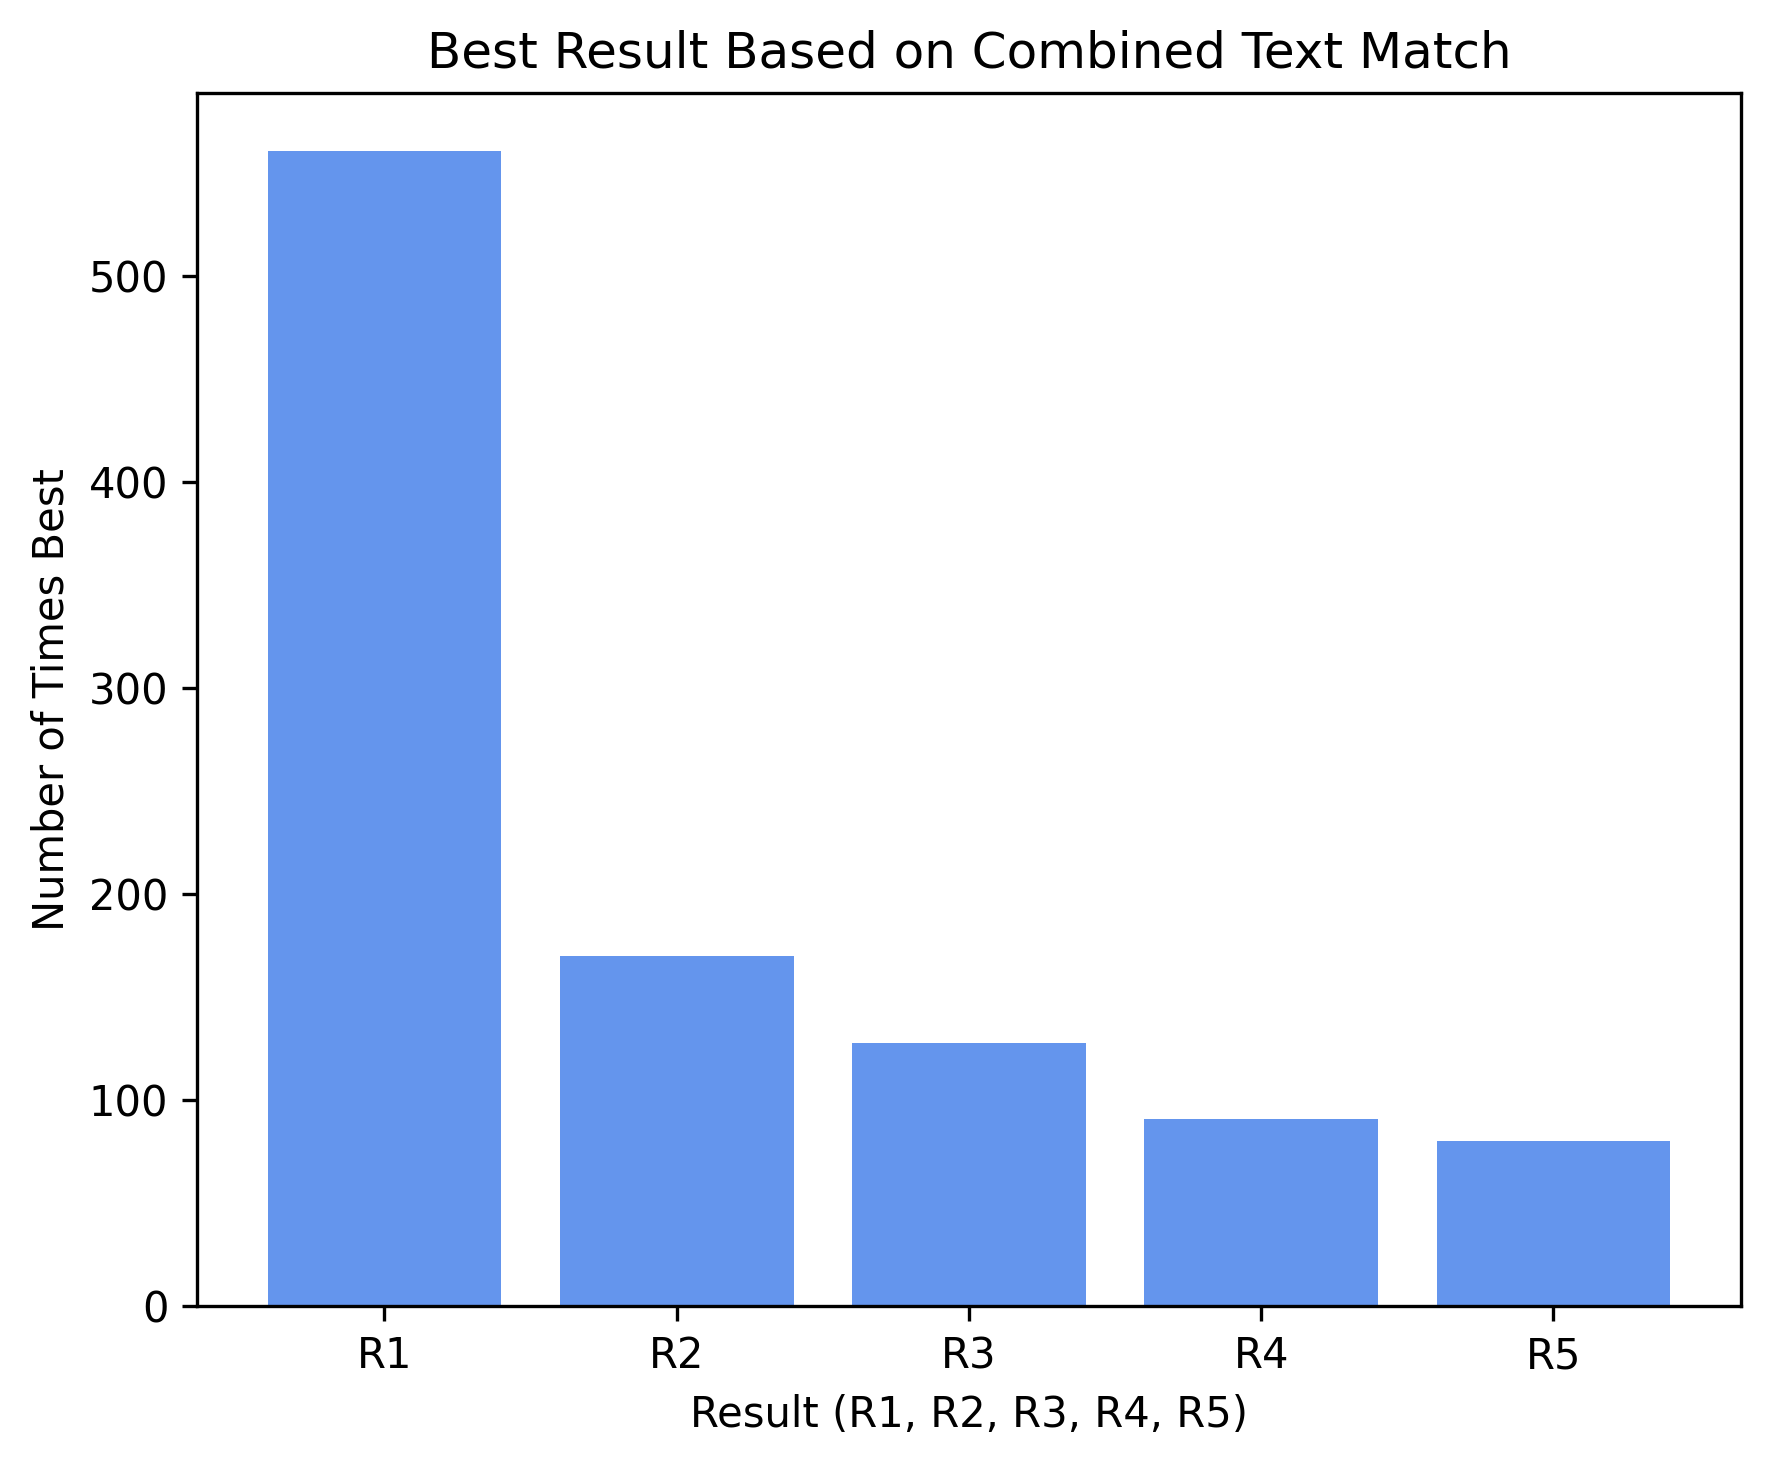 Best Result Based on Combined Text Match
Number of Times Best
500
400
300
200
100
0
R1 R2 R3 R4 R5
Result (R1, R2, R3, R4, R5)